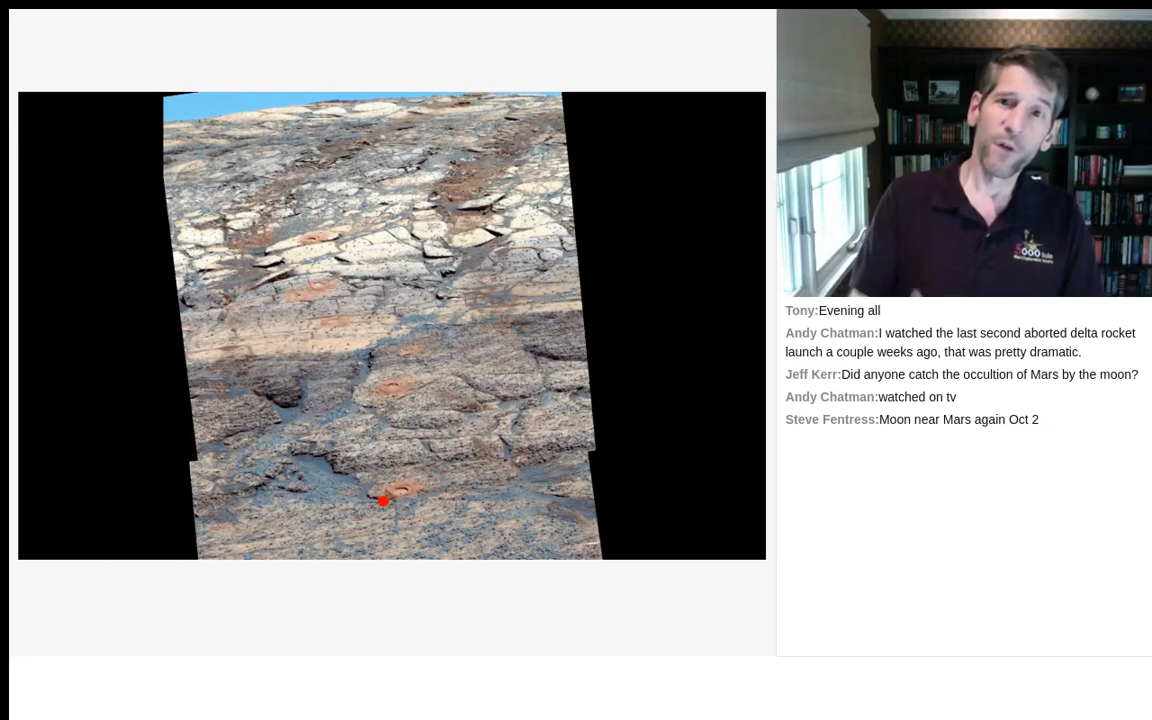 5000 Sols
Tony:Evening all
Andy Chatman:I watched the last second aborted delta rocket
launch a couple weeks ago, that was pretty dramatic.
Jeff Kerr:Did anyone catch the occultion of Mars by the moon?
Andy Chatman:watched on tv
Steve Fentress:Moon near Mars again Oct 2